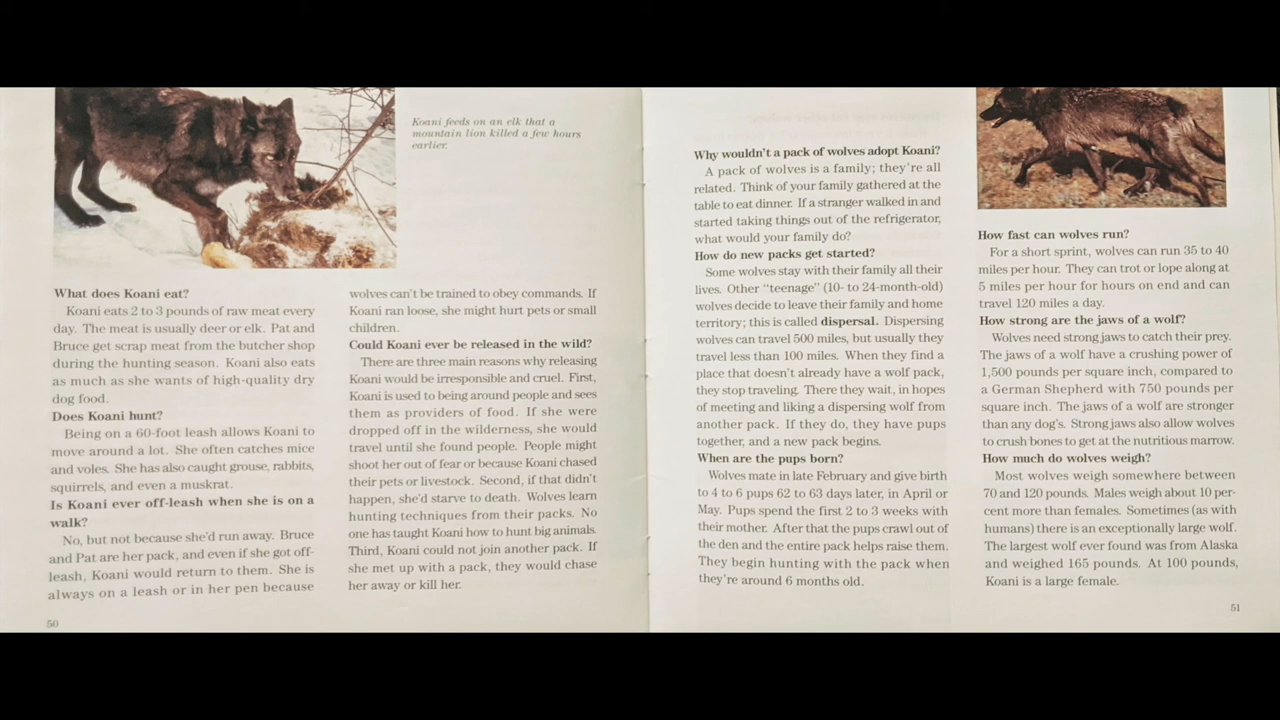 Koani feeds on an elk that a
mountain lion killed a few hours
earlier.
What does Koani eat?
Koani eats 2 to 3 pounds of raw meat every
day. The meat is usually deer or elk. Pat and
Bruce get scrap meat from the butcher shop
during the hunting season. Koani also eats
as much as she wants of high-quality dry
dog food.
Does Koani hunt?
Being on a 60-foot leash allows Koani to
move around a lot. She often catches mice
and voles. She has also caught grouse, rabbits,
squirrels, and even a muskrat.
Is Koani ever off-leash when she is on a
walk?
No, but not because she'd run away. Bruce
and Pat are her pack, and even if she got off-
leash, Koani would return to them. She is
always on a leash or in her pen because
50
wolves can't be trained to obey commands. If
Koani ran loose, she might hurt pets or small
children.
Could Koani ever be released in the wild?
There are three main reasons why releasing
Koani would be irresponsible and cruel. First,
Koani is used to being around people and sees
them as providers of food. If she were
dropped off in the wilderness, she would
travel until she found people. People might
shoot her out of fear or because Koani chased
their pets or livestock. Second, if that didn't
happen, she'd starve to death. Wolves learn
hunting techniques from their packs. No
one has taught Koani how to hunt big animals.
Third, Koani could not join another pack. If
she met up with a pack, they would chase
her away or kill her.
Why wouldn't a pack of wolves adopt Koani?
A pack of wolves is a family; they're all
related. Think of your family gathered at the
table to eat dinner. If a stranger walked in and
started taking things out of the refrigerator,
what would your family do?
How do new packs get started?
Some wolves stay with their family all their
lives. Other "teenage" (10- to 24-month-old)
wolves decide to leave their family and home
territory; this is called dispersal. Dispersing
wolves can travel 500 miles, but usually they
travel less than 100 miles. When they find a
place that doesn't already have a wolf pack,
they stop traveling. There they wait, in hopes
of meeting and liking a dispersing wolf from
another pack. If they do, they have pups
together, and a new pack begins.
When are the pups born?
Wolves mate in late February and give birth
to 4 to 6 pups 62 to 63 days later, in April or
May. Pups spend the first 2 to 3 weeks with
their mother. After that the pups crawl out of
the den and the entire pack helps raise them.
They begin hunting with the pack when
they're around 6 months old.
How fast can wolves run?
For a short sprint, wolves can run 35 to 40
miles per hour. They can trot or lope along at
5 miles per hour for hours on end and can
travel 120 miles a day.
How strong are the jaws of a wolf?
Wolves need strong jaws to catch their prey.
The jaws of a wolf have a crushing power of
1,500 pounds per square inch, compared to
a German Shepherd with 750 pounds per
square inch. The jaws of a wolf are stronger
than any dog's. Strong jaws also allow wolves
to crush bones to get at the nutritious marrow.
How much do wolves weigh?
Most wolves weigh somewhere between
70 and 120 pounds. Males weigh about 10 per-
cent more than females. Sometimes (as with
humans) there is an exceptionally large wolf.
The largest wolf ever found was from Alaska
and weighed 165 pounds. At 100 pounds,
Koani is a large female.
51